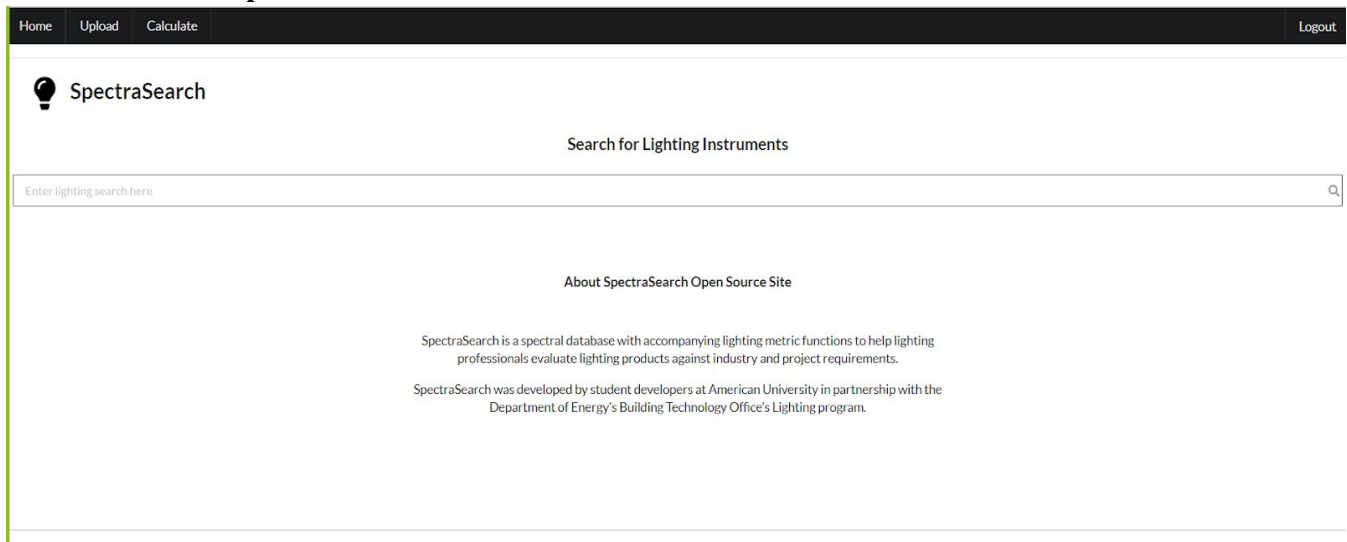 Home Upload Calculate Logout
SpectraSearch
Search for Lighting Instruments
Enter lighting search here
About SpectraSearch Open Source Site
SpectraSearch is a spectral database with accompanying lighting metric functions to help lighting
professionals evaluate lighting products against industry and project requirements.
SpectraSearch was developed by student developers at American University in partnership with the
Department of Energy's Building Technology Office's Lighting program.